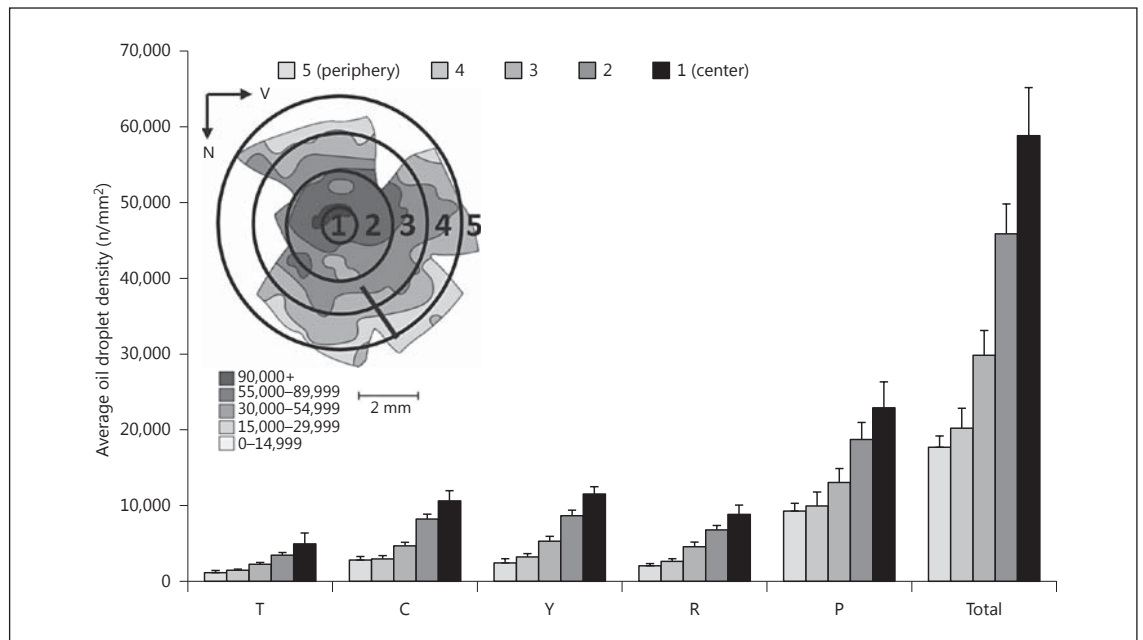 70,000
60,000
50,000
40,000
30,000
20,000
10,000
0
Average oil droplet density (n/mm²)
5 (periphery) 4 3 2 1 (center)
V
N
1 2 3 4 5
90,000+
55,000–89,999
30,000–54,999
15,000–29,999
0–14,999
2 mm
T C Y R P Total